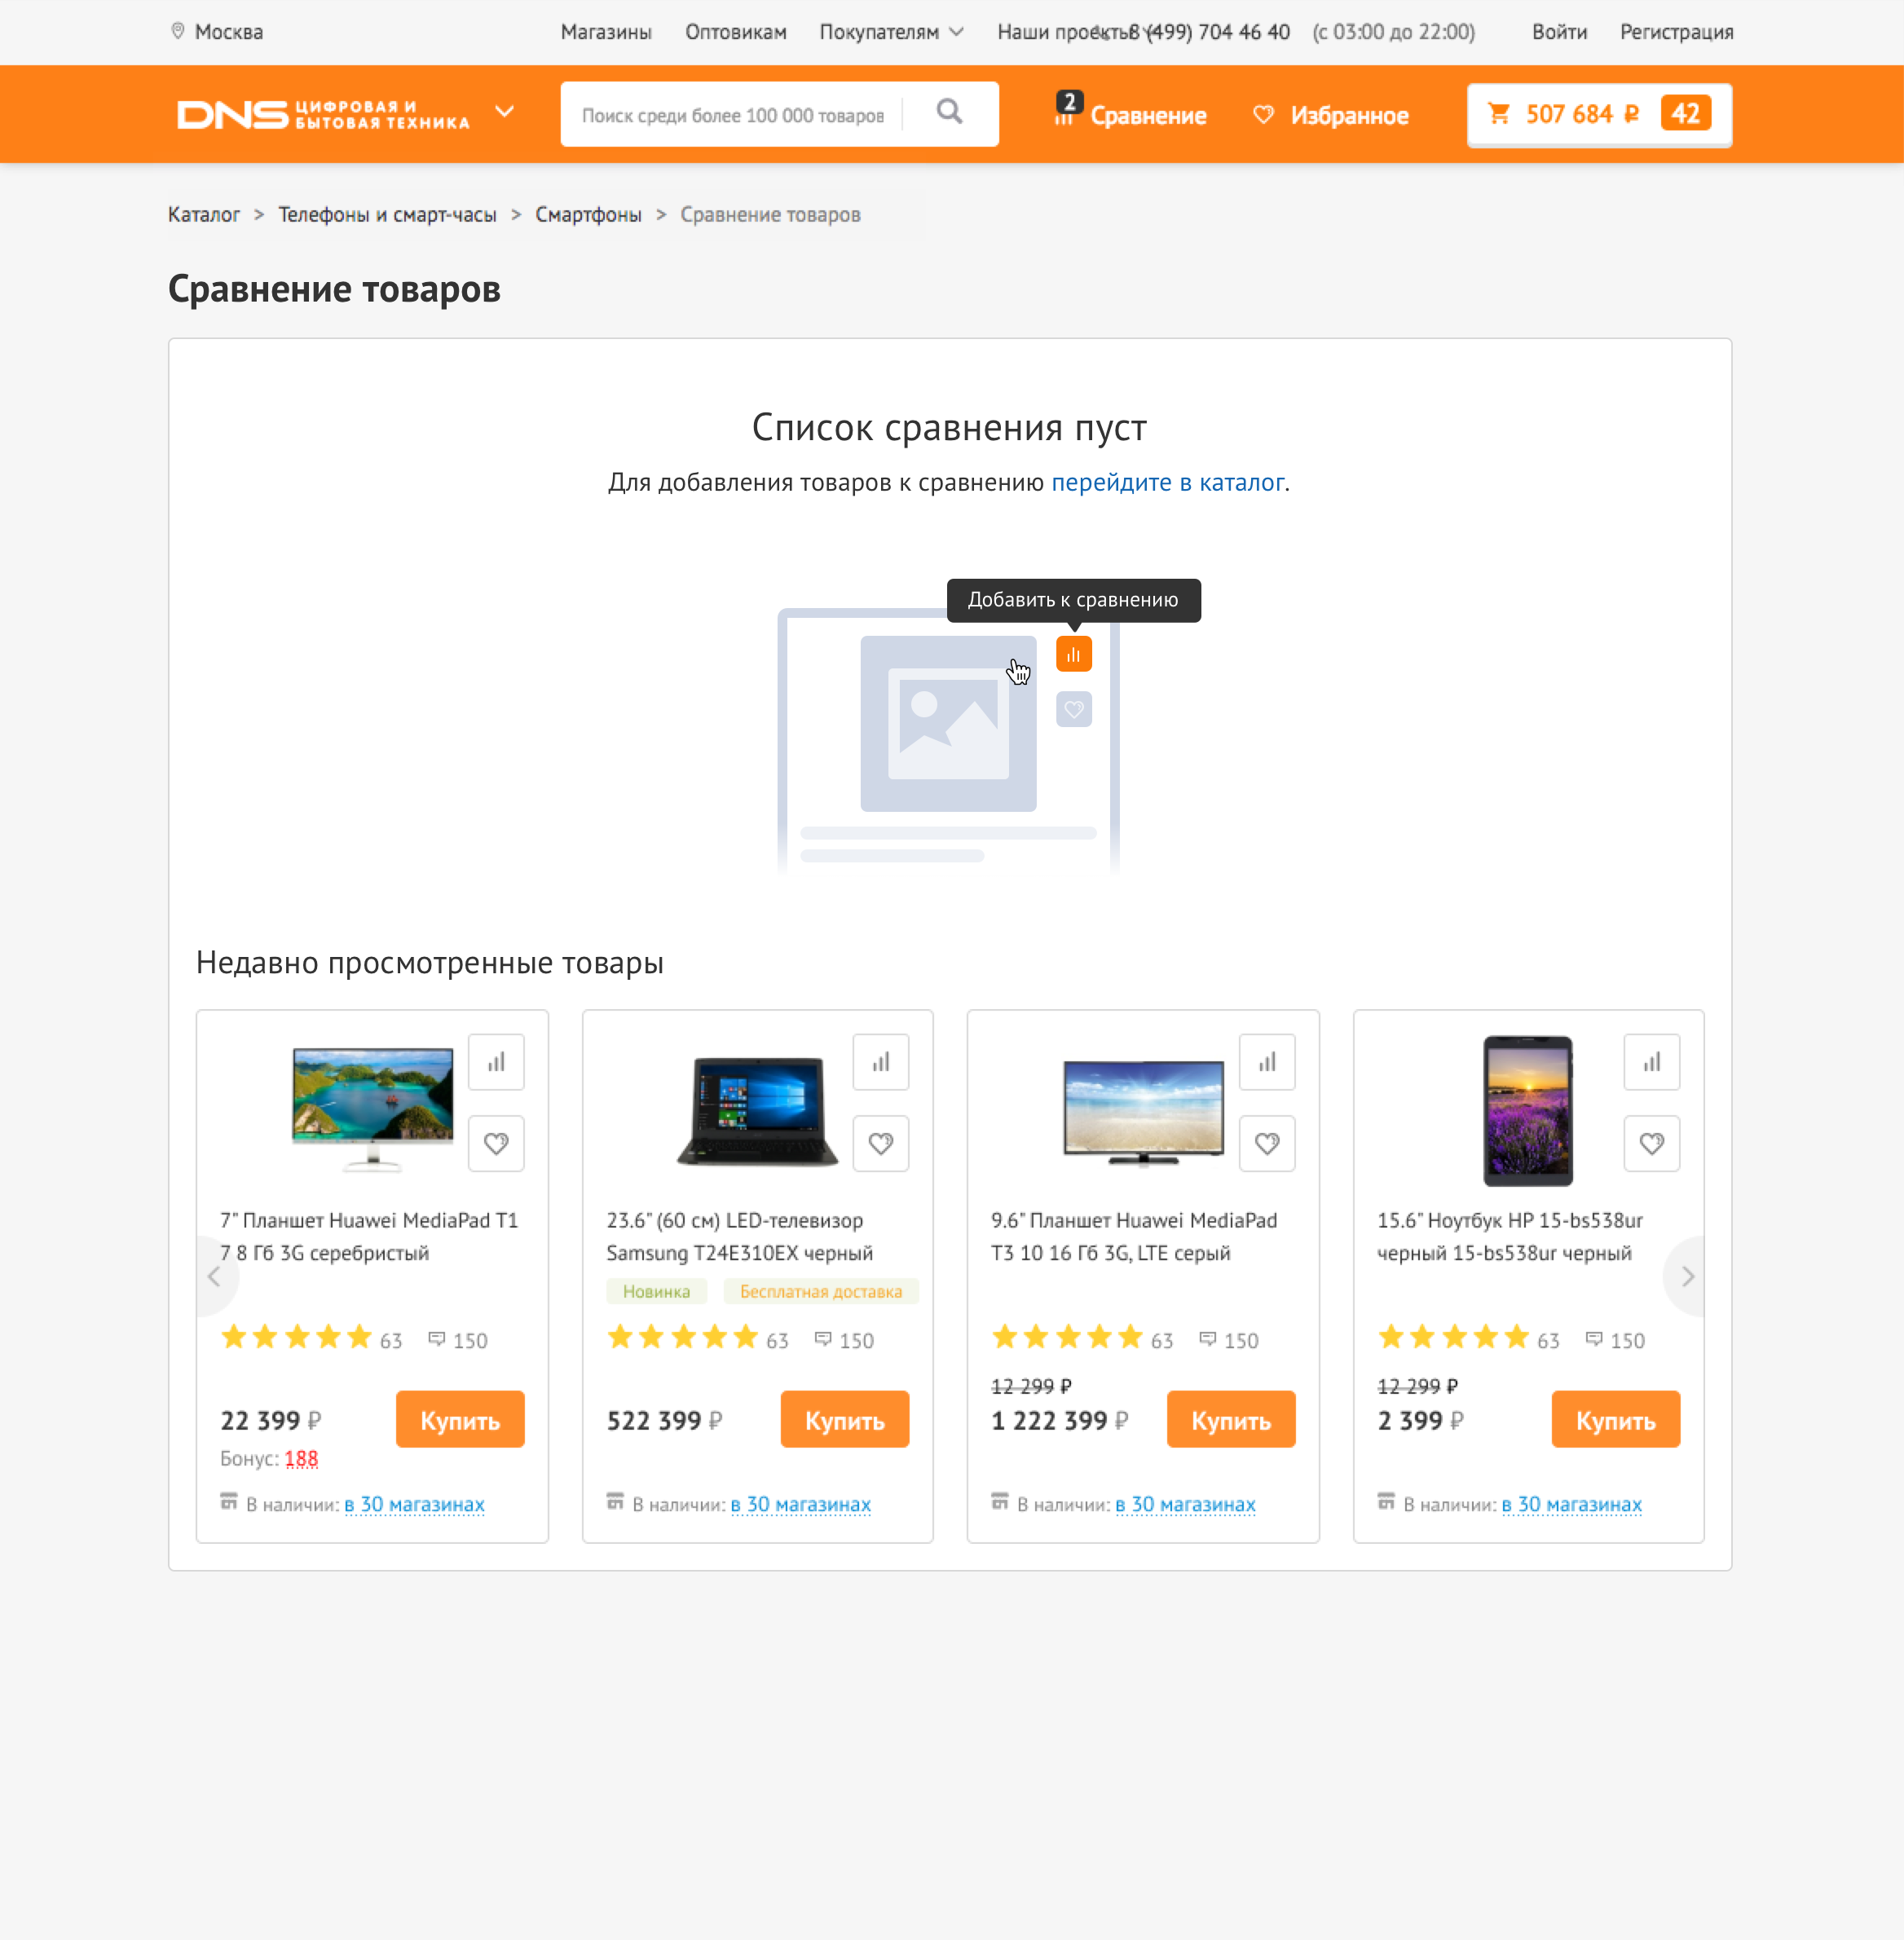 Москва
Магазины Оптовикам Покупателям Наши проекты 8 (499) 704 46 40 (с 03:00 до 22:00) Войти Регистрация
DNS ЦИФРОВАЯ И
БЫТОВАЯ ТЕХНИКА
Поиск среди более 100 000 товаров
2 Сравнение
Избранное
507 684 ₽ 42
Каталог > Телефоны и смарт-часы > Смартфоны > Сравнение товаров
Сравнение товаров
Список сравнения пуст
Для добавления товаров к сравнению перейдите в каталог.
Добавить к сравнению
Недавно просмотренные товары
7" Планшет Huawei MediaPad T1
7 8 Гб 3G серебристый
63 150
22 399 ₽
Купить
Бонус: 188
В наличии: в 30 магазинах
23.6" (60 см) LED-телевизор
Samsung T24E310EX черный
Новинка Бесплатная доставка
63 150
522 399 ₽
Купить
В наличии: в 30 магазинах
9.6" Планшет Huawei MediaPad
T3 10 16 Гб 3G, LTE серый
63 150
12 299 ₽
1 222 399 ₽
Купить
В наличии: в 30 магазинах
15.6" Ноутбук HP 15-bs538ur
черный 15-bs538ur черный
63 150
12 299 ₽
2 399 ₽
Купить
В наличии: в 30 магазинах